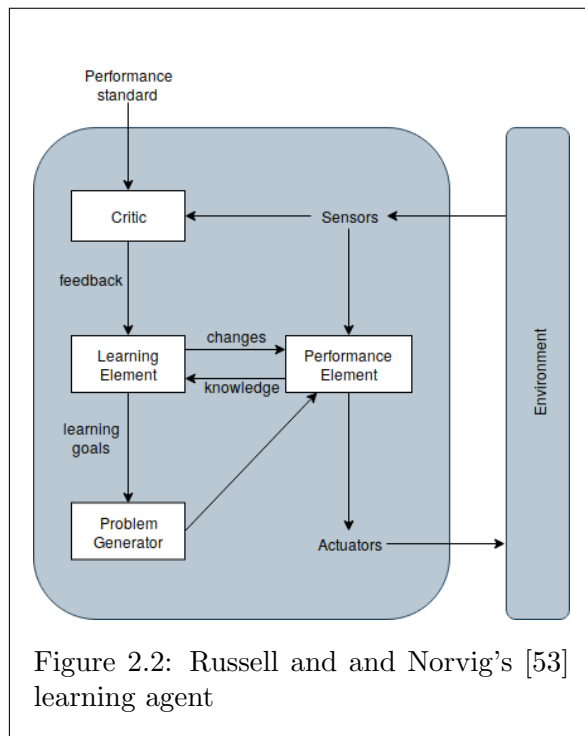 Performance
standard
Critic
Sensors
feedback
changes
Learning
Element
Performance
Element
knowledge
learning
goals
Problem
Generator
Actuators
Environment
Figure 2.2: Russell and and Norvig's [53]
learning agent